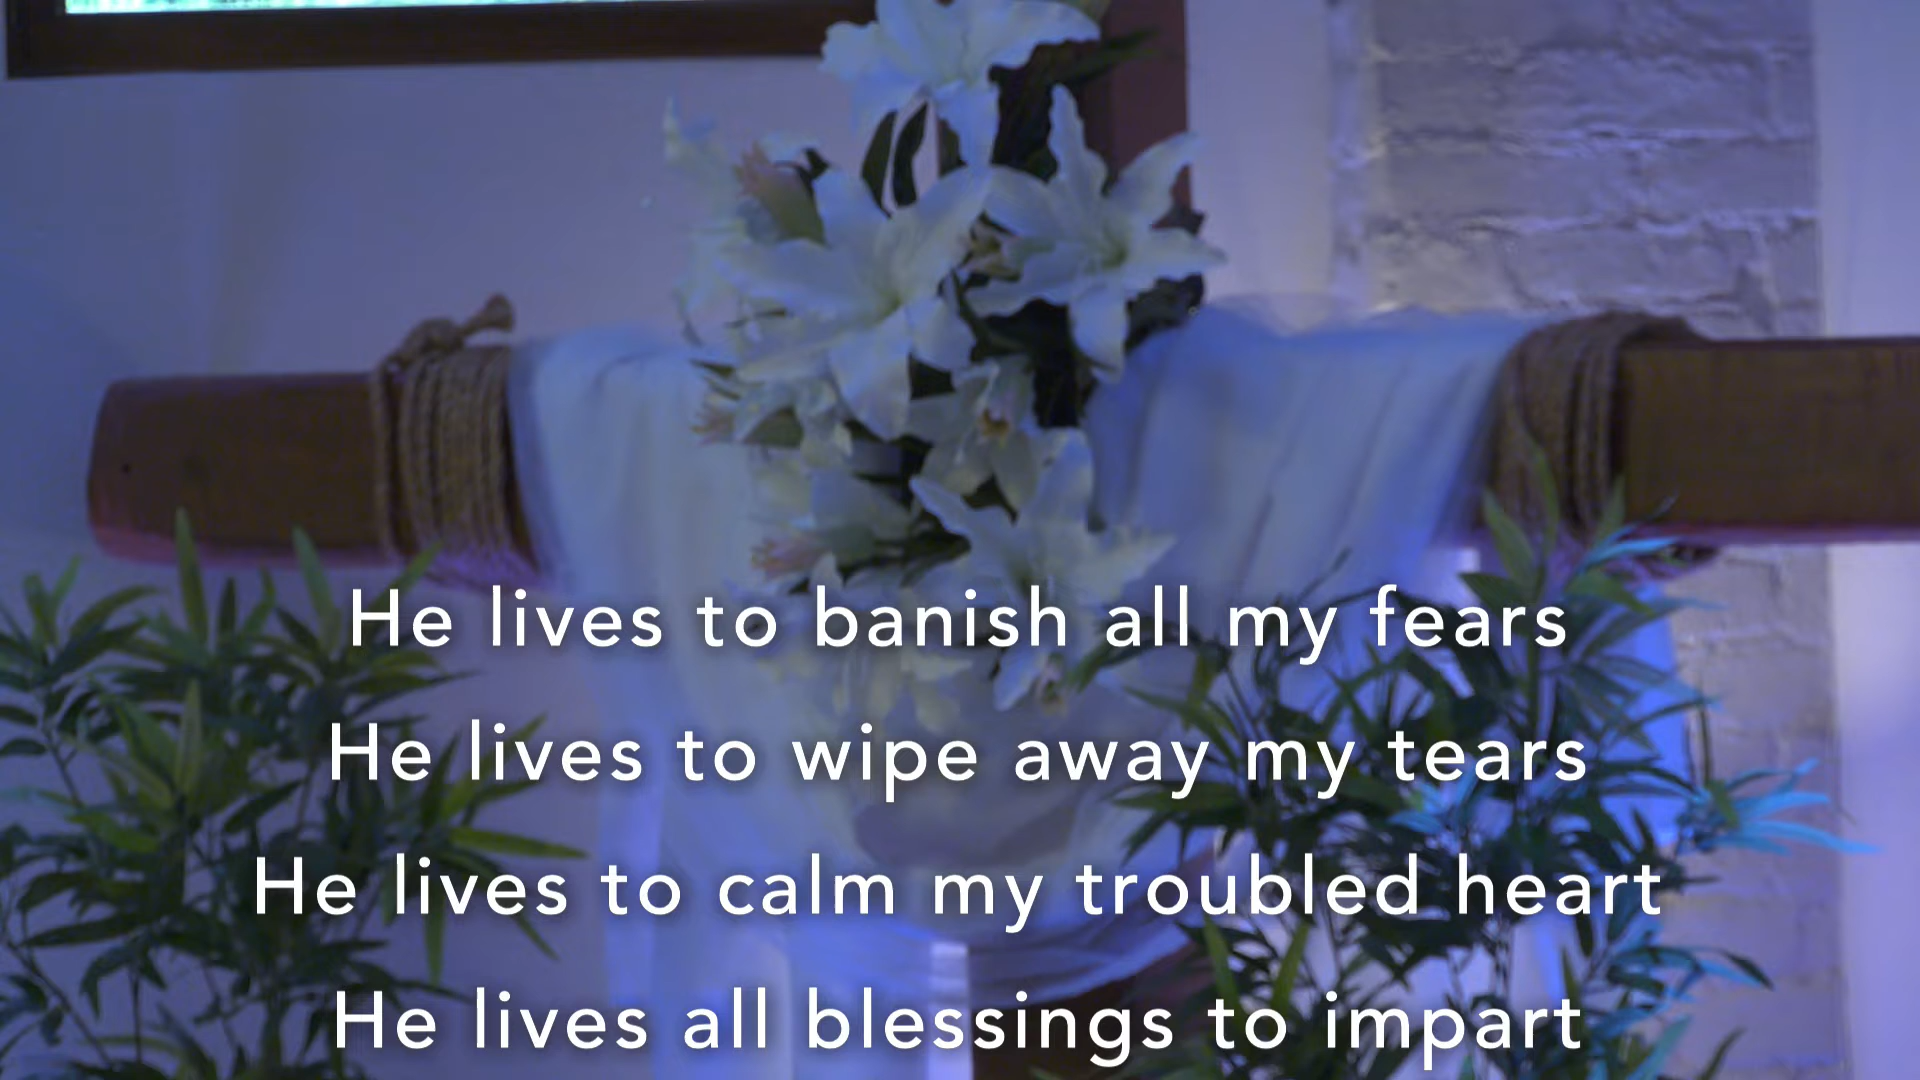 He lives to banish all my fears
He lives to wipe away my tears
He lives to calm my troubled heart
He lives all blessings to impart